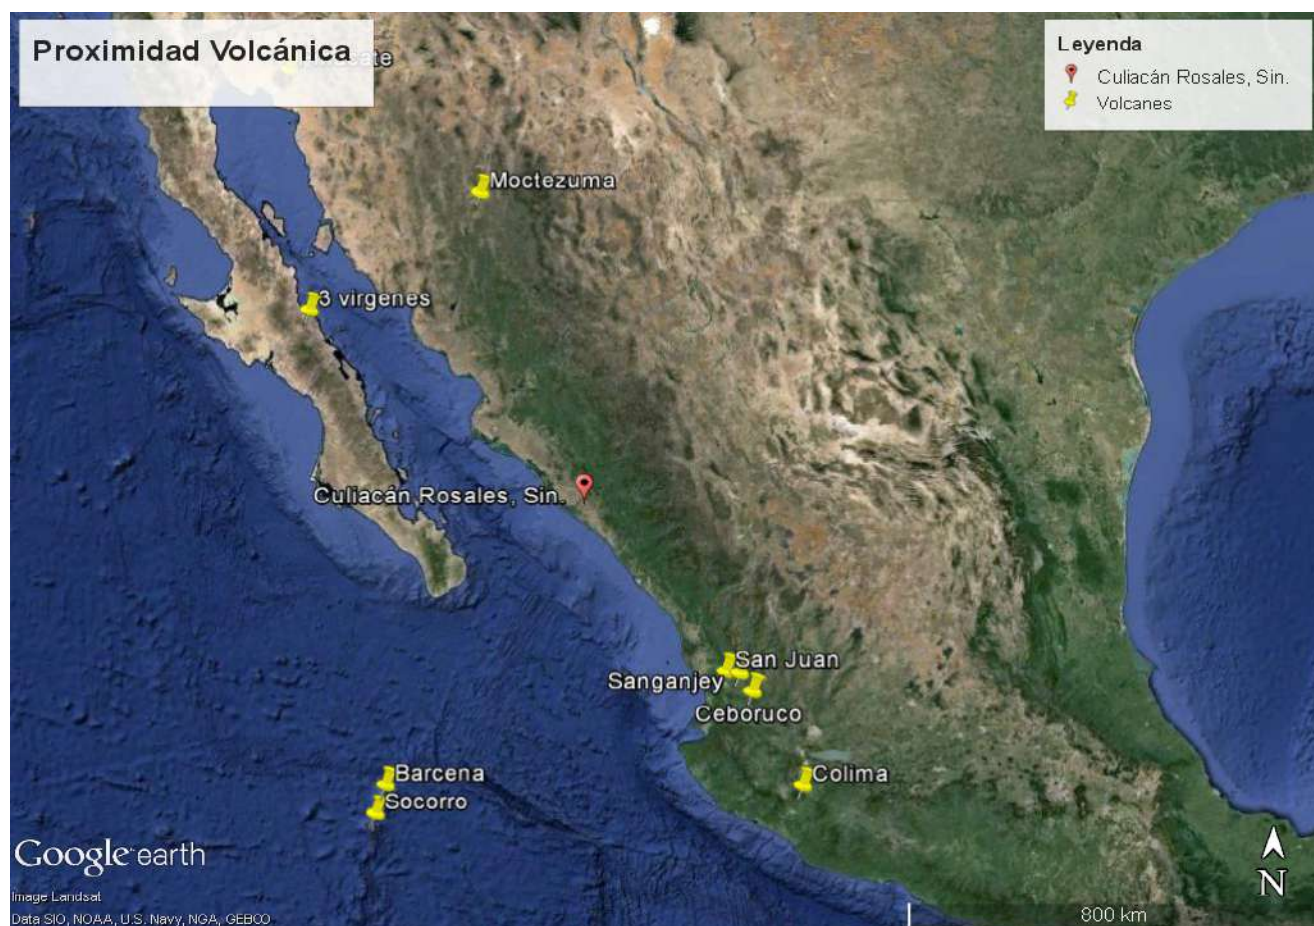 Proximidad Volcánica
Leyenda
Culiacán Rosales, Sin.
Volcanes
Moctezuma
3 virgenes
Culiacán Rosales, Sin.
San Juan
Sanganjey
Ceboruco
Barcena
Colima
Socorro
Google earth
N
Image Landsat
800 km
Data SIO, NOAA, U.S. Navy, NGA, GEBCO